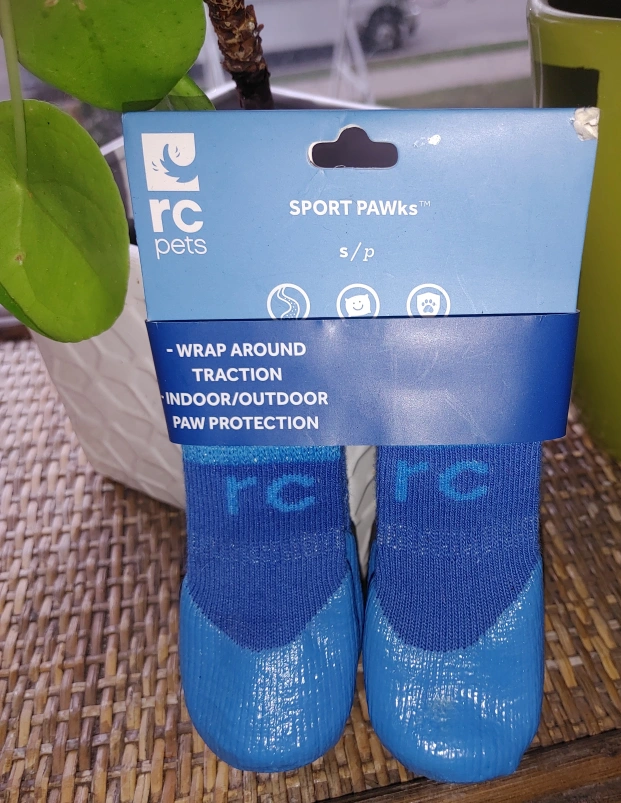 rc
pets
SPORT PAWks™
s/p
- WRAP AROUND
TRACTION
-INDOOR/OUTDOOR
PAW PROTECTION
rc rc